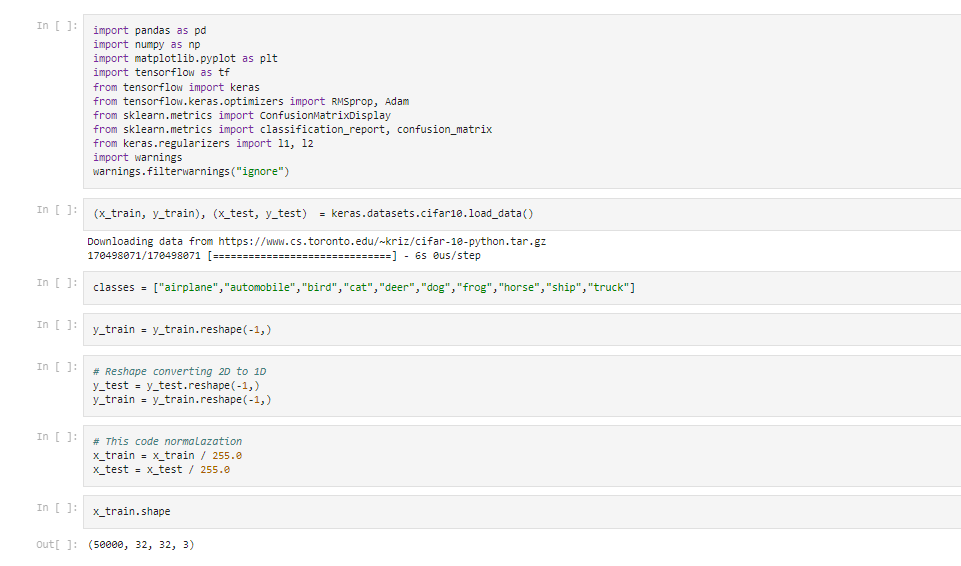 In [ ]:
import pandas as pd
import numpy as np
import matplotlib.pyplot as plt
import tensorflow as tf
from tensorflow import keras
from tensorflow.keras.optimizers import RMSprop, Adam
from sklearn.metrics import ConfusionMatrixDisplay
from sklearn.metrics import classification_report, confusion_matrix
from keras.regularizers import l1, l2
import warnings
warnings.filterwarnings("ignore")
In [ ]:
(x_train, y_train), (x_test, y_test)  = keras.datasets.cifar10.load_data()
Downloading data from https://www.cs.toronto.edu/~kriz/cifar-10-python.tar.gz
170498071/170498071 [==============================] - 6s 0us/step
In [ ]:
classes = ["airplane","automobile","bird","cat","deer","dog","frog","horse","ship","truck"]
In [ ]:
y_train = y_train.reshape(-1,)
In [ ]:
# Reshape converting 2D to 1D
y_test = y_test.reshape(-1,)
y_train = y_train.reshape(-1,)
In [ ]:
# This code normalazation
x_train = x_train / 255.0
x_test = x_test / 255.0
In [ ]:
x_train.shape
Out[ ]:
(50000, 32, 32, 3)